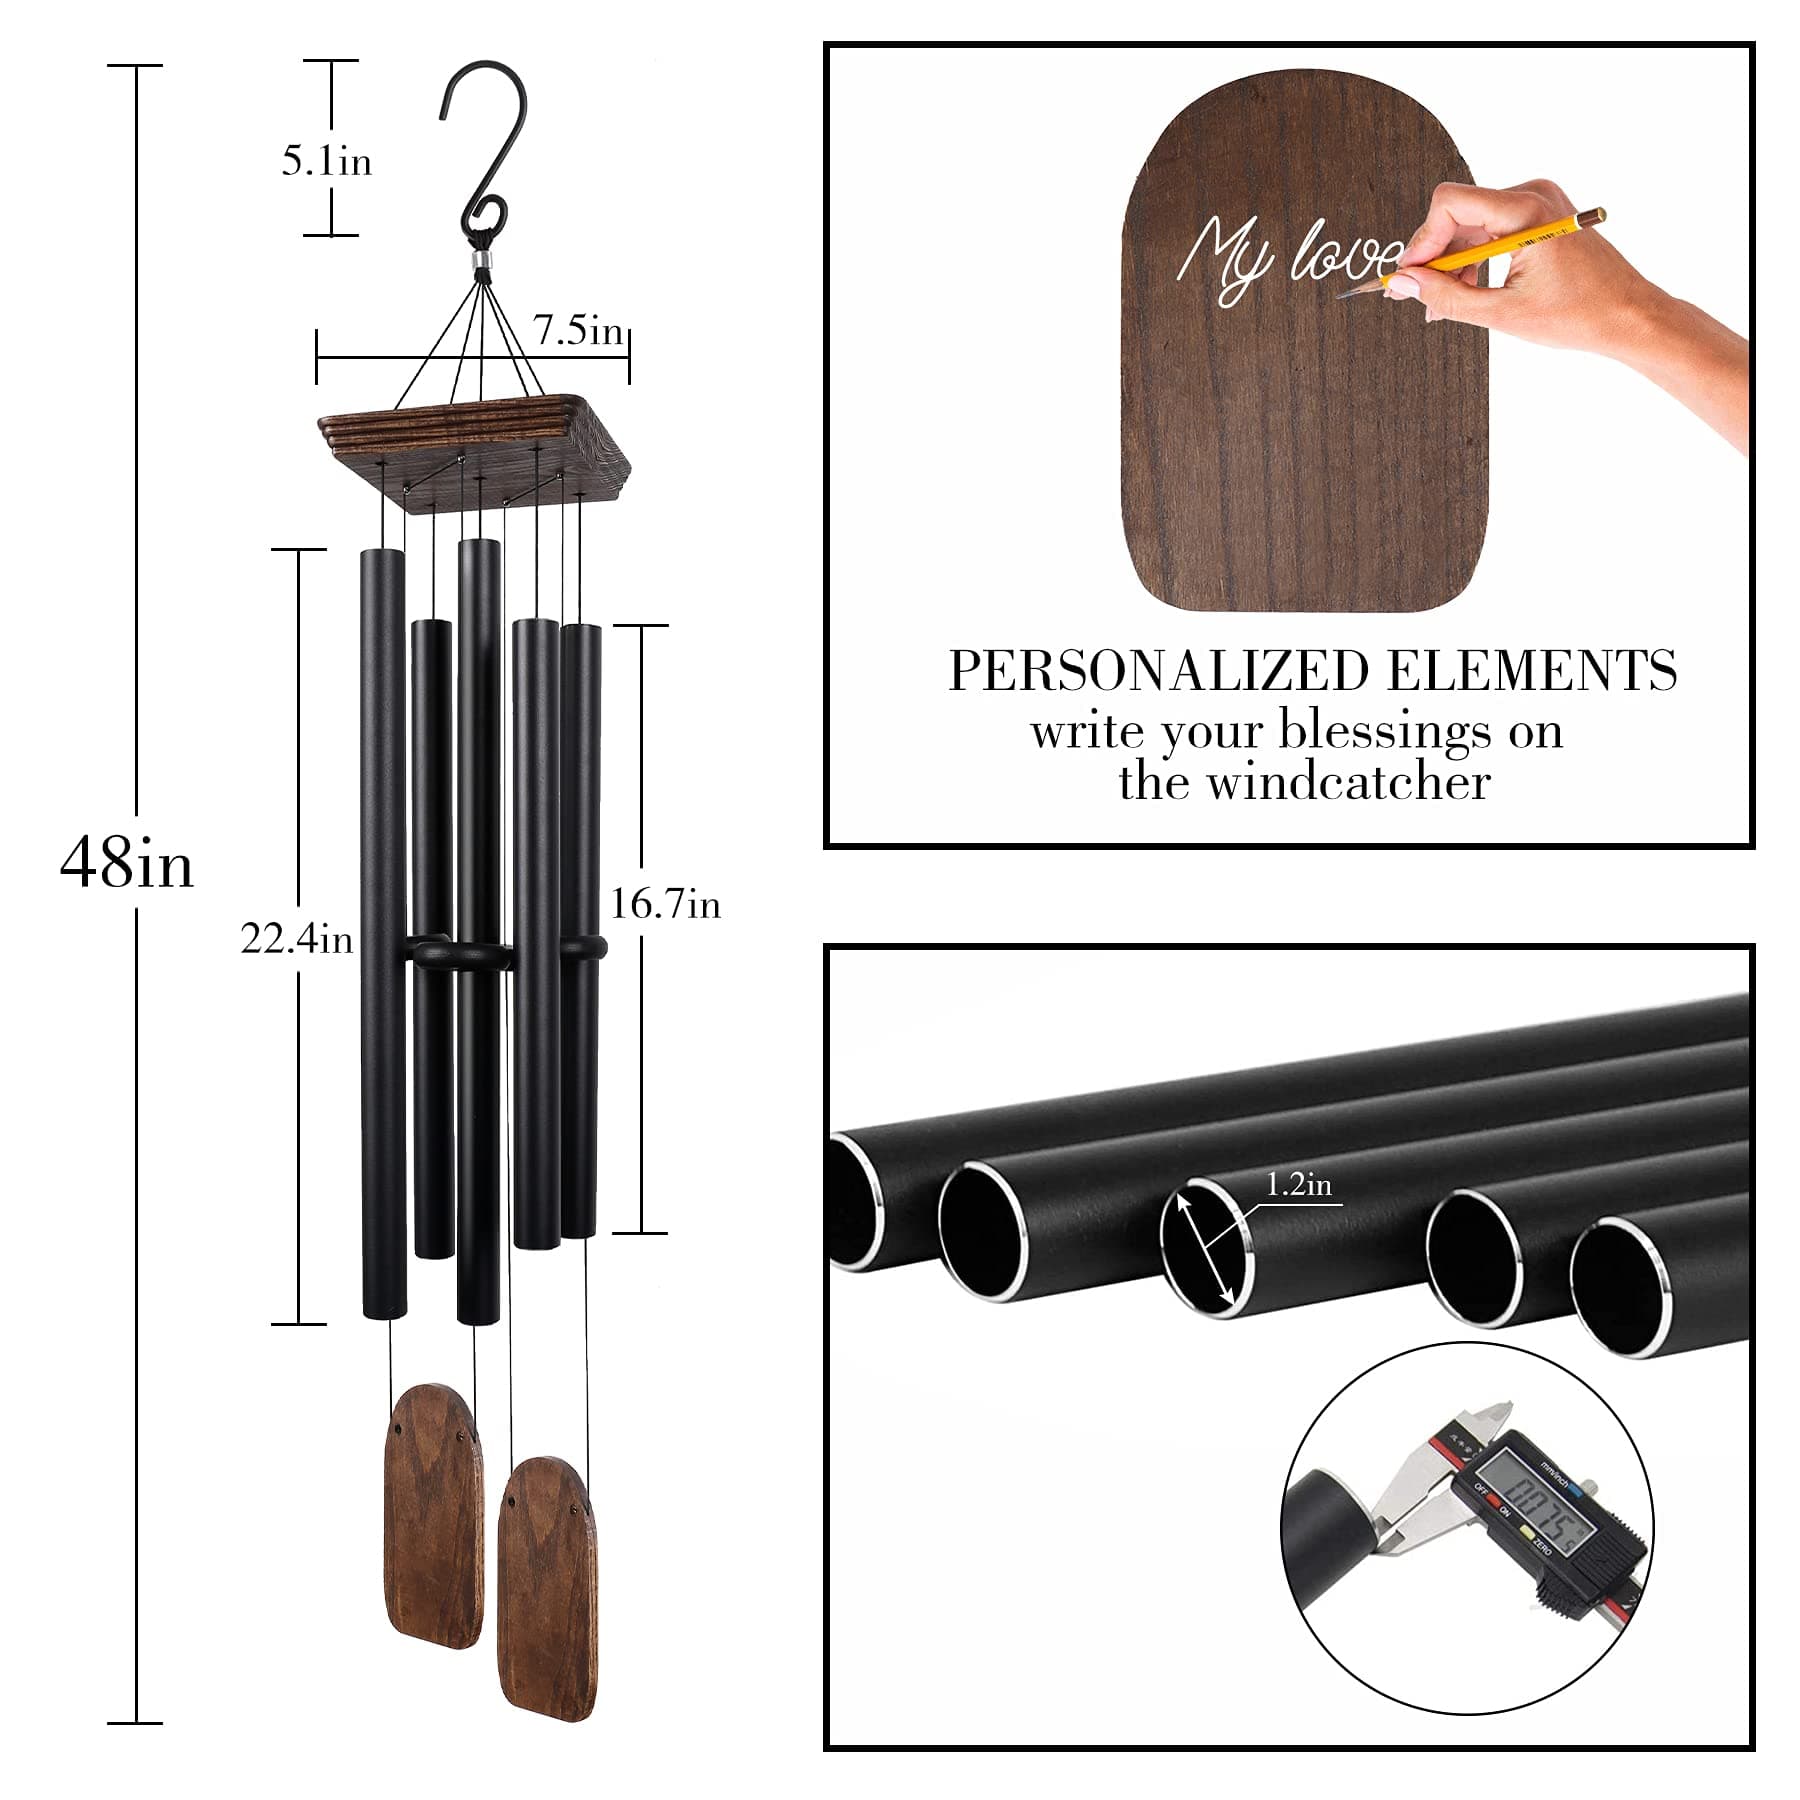 5.1in
7.5in
48in
22.4in
16.7in
My love
PERSONALIZED ELEMENTS
write your blessings on
the windcatcher
1.2in
mm/inch
OFF
ON
ZERO